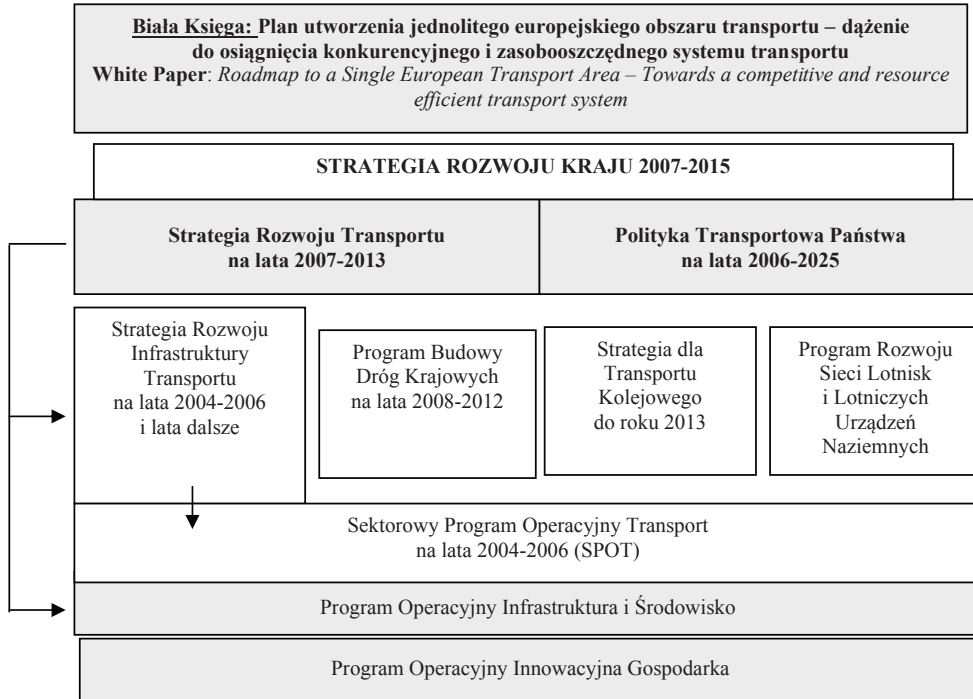 Biała Księga: Plan utworzenia jednolitego europejskiego obszaru transportu – dążenie
do osiągnięcia konkurencyjnego i zasobooszczędnego systemu transportu
White Paper: Roadmap to a Single European Transport Area – Towards a competitive and resource
efficient transport system
STRATEGIA ROZWOJU KRAJU 2007-2015
Strategia Rozwoju Transportu
na lata 2007-2013
Polityka Transportowa Państwa
na lata 2006-2025
Strategia Rozwoju
Infrastruktury
Transportu
na lata 2004-2006
i lata dalsze
Program Budowy
Dróg Krajowych
na lata 2008-2012
Strategia dla
Transportu
Kolejowego
do roku 2013
Program Rozwoju
Sieci Lotnisk
i Lotniczych
Urządzeń
Naziemnych
Sektorowy Program Operacyjny Transport
na lata 2004-2006 (SPOT)
Program Operacyjny Infrastruktura i Środowisko
Program Operacyjny Innowacyjna Gospodarka